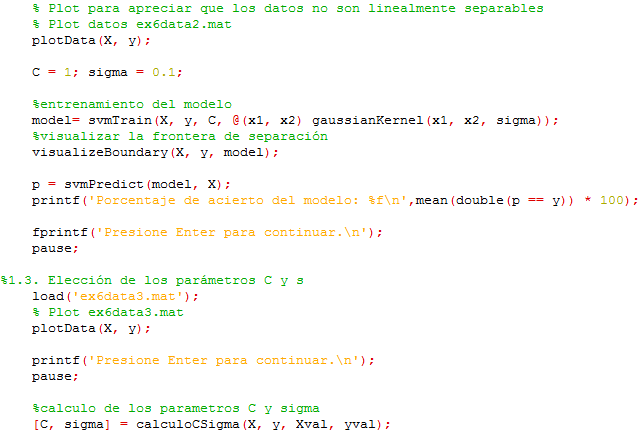 % Plot para apreciar que los datos no son linealmente separables
% Plot datos ex6data2.mat
plotData(X, y);
C = 1; sigma = 0.1;
%entrenamiento del modelo
model= svmTrain(X, y, C, @(x1, x2) gaussianKernel(x1, x2, sigma));
%visualizar la frontera de separación
visualizeBoundary(X, y, model);
p = svmPredict(model, X);
printf('Porcentaje de acierto del modelo: %f\n',mean(double(p == y)) * 100);
fprintf('Presione Enter para continuar.\n');
pause;
%1.3. Elección de los parámetros C y s
load('ex6data3.mat');
% Plot ex6data3.mat
plotData(X, y);
printf('Presione Enter para continuar.\n');
pause;
%calculo de los parametros C y sigma
[C, sigma] = calculoCSigma(X, y, Xval, yval);